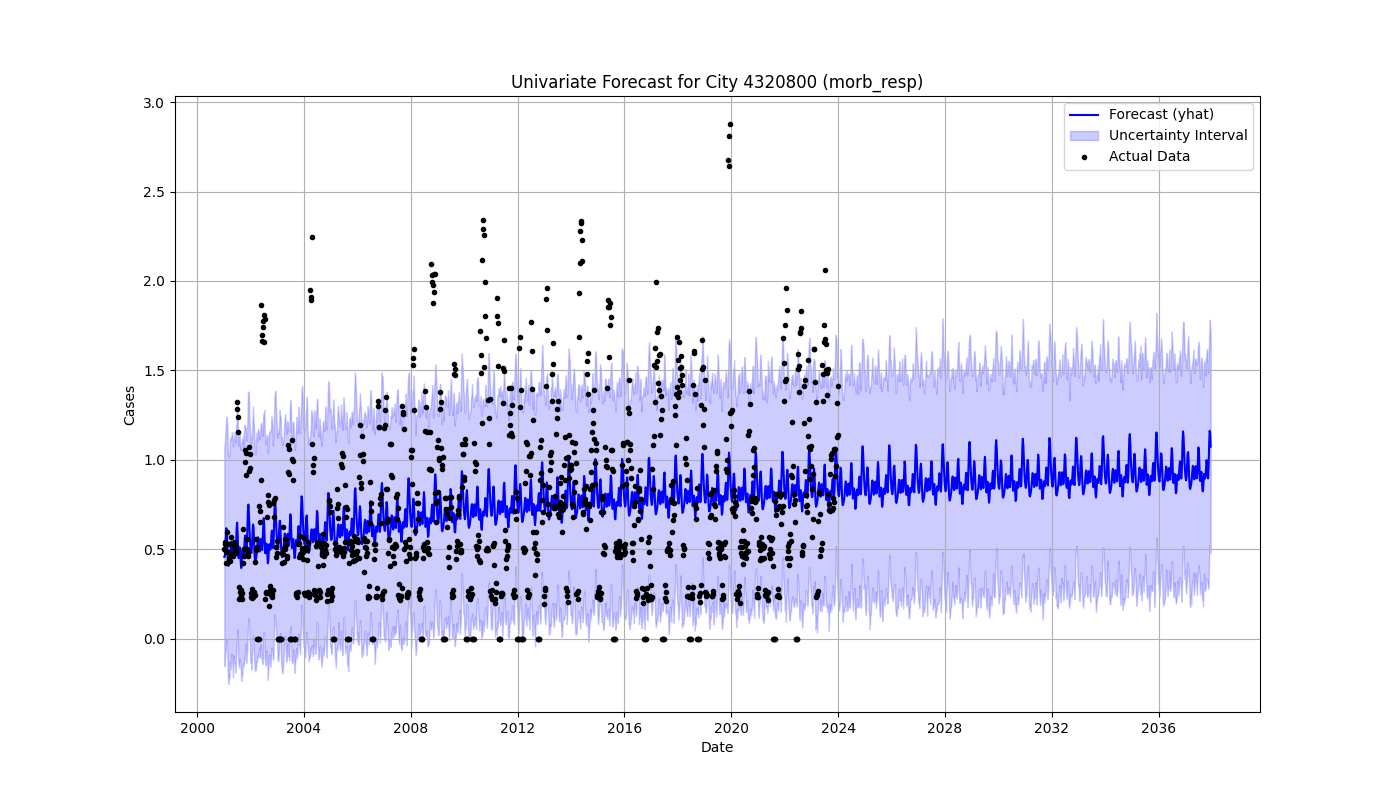 Univariate Forecast for City 4320800 (morb_resp)
Forecast (yhat)
Uncertainty Interval
Actual Data
Cases
3.0
2.5
2.0
1.5
1.0
0.5
0.0
2000 2004 2008 2012 2016 2020 2024 2028 2032 2036
Date